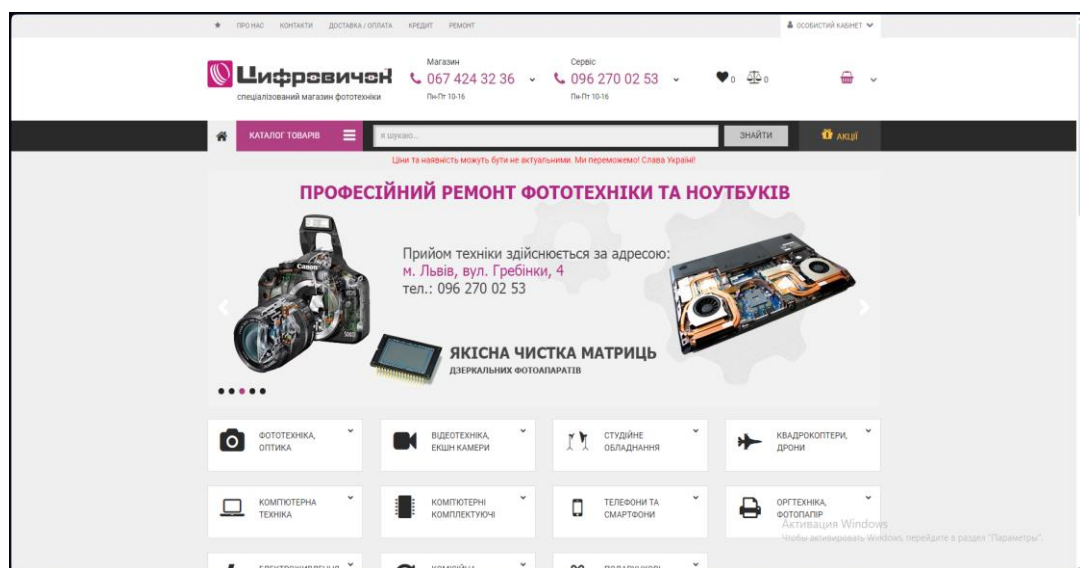 ПРО НАС КОНТАКТИ ДОСТАВКА / ОПЛАТА КРЕДИТ РЕМОНТ ОСОБИСТИЙ КАБІНЕТ
Цифровичок
спеціалізований магазин фототехніки
Магазин
067 424 32 36
Пн-Пт 10-16
Сервіс
096 270 02 53
Пн-Пт 10-16
0 0
КАТАЛОГ ТОВАРІВ я шукаю... ЗНАЙТИ АКЦІЇ
Ціни та наявність можуть бути не актуальними. Ми переможемо! Слава Україні!
ПРОФЕСІЙНИЙ РЕМОНТ ФОТОТЕХНІКИ ТА НОУТБУКІВ
Canon
Прийом техніки здійснюється за адресою:
м. Львів, вул. Гребінки, 4
тел.: 096 270 02 53
ЯКІСНА ЧИСТКА МАТРИЦЬ
ДЗЕРКАЛЬНИХ ФОТОАПАРАТІВ
ФОТОТЕХНІКА,
ОПТИКА
ВІДЕОТЕХНІКА,
ЕКШН КАМЕРИ
СТУДІЙНЕ
ОБЛАДНАННЯ
КВАДРОКОПТЕРИ,
ДРОНИ
КОМП'ЮТЕРНА
ТЕХНІКА
КОМП'ЮТЕРНІ
КОМПЛЕКТУЮЧІ
ТЕЛЕФОНИ ТА
СМАРТФОНИ
ОРГТЕХНІКА,
ФОТОПАПІР
Активация Windows
Чтобы активировать Windows, перейдите в раздел "Параметры".